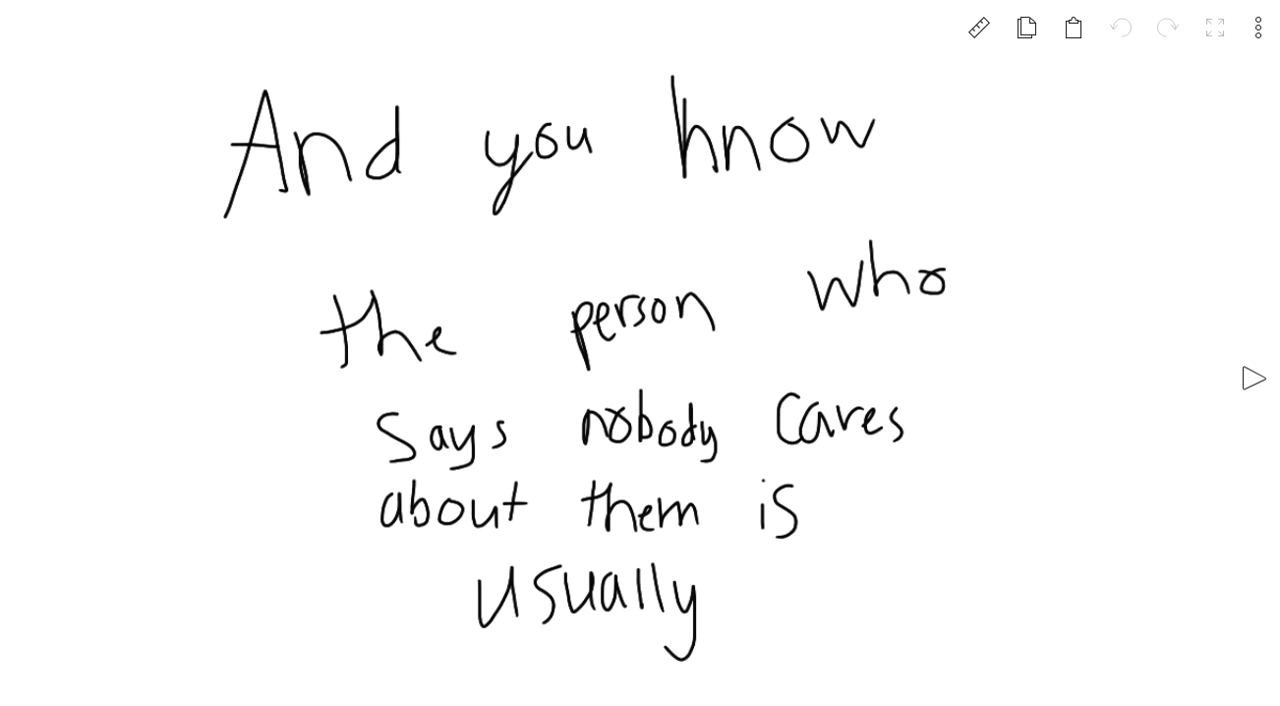 And you know
the person who
says nobody cares
about them is
usually